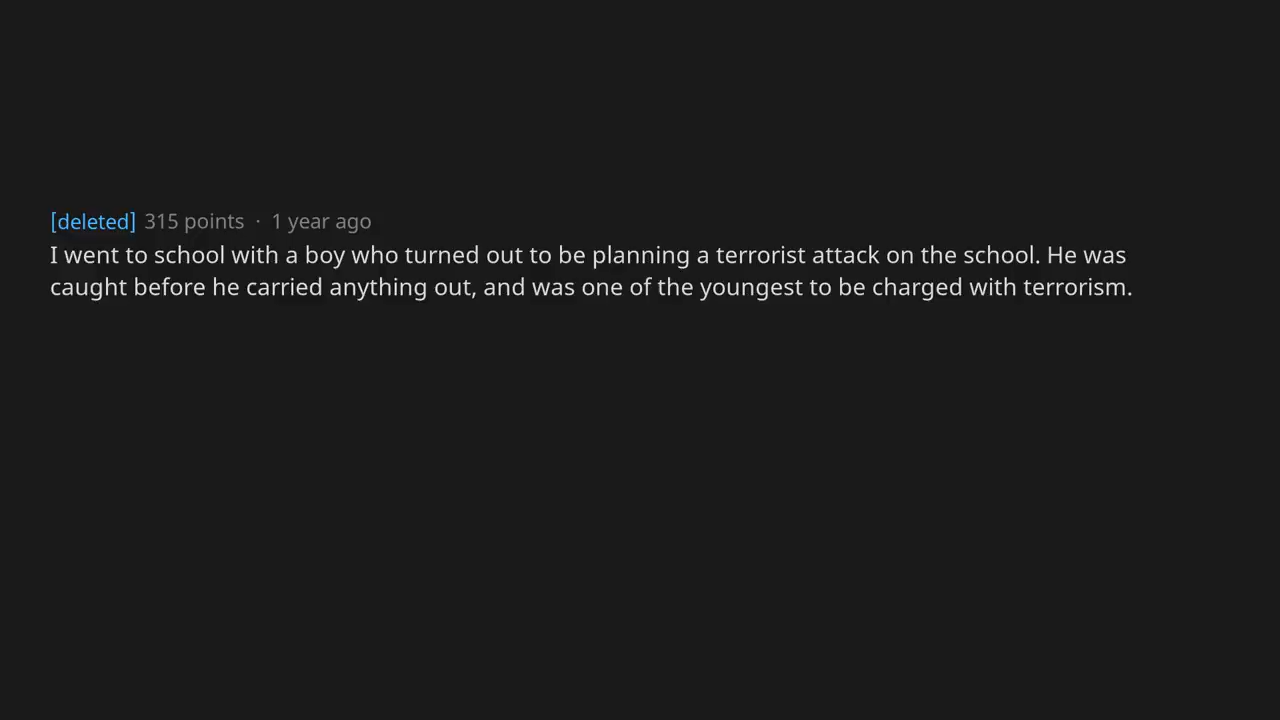 [deleted] 315 points · 1 year ago
I went to school with a boy who turned out to be planning a terrorist attack on the school. He was
caught before he carried anything out, and was one of the youngest to be charged with terrorism.